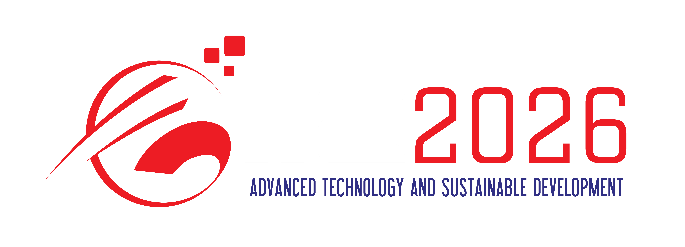 2026
ADVANCED TECHNOLOGY AND SUSTAINABLE DEVELOPMENT